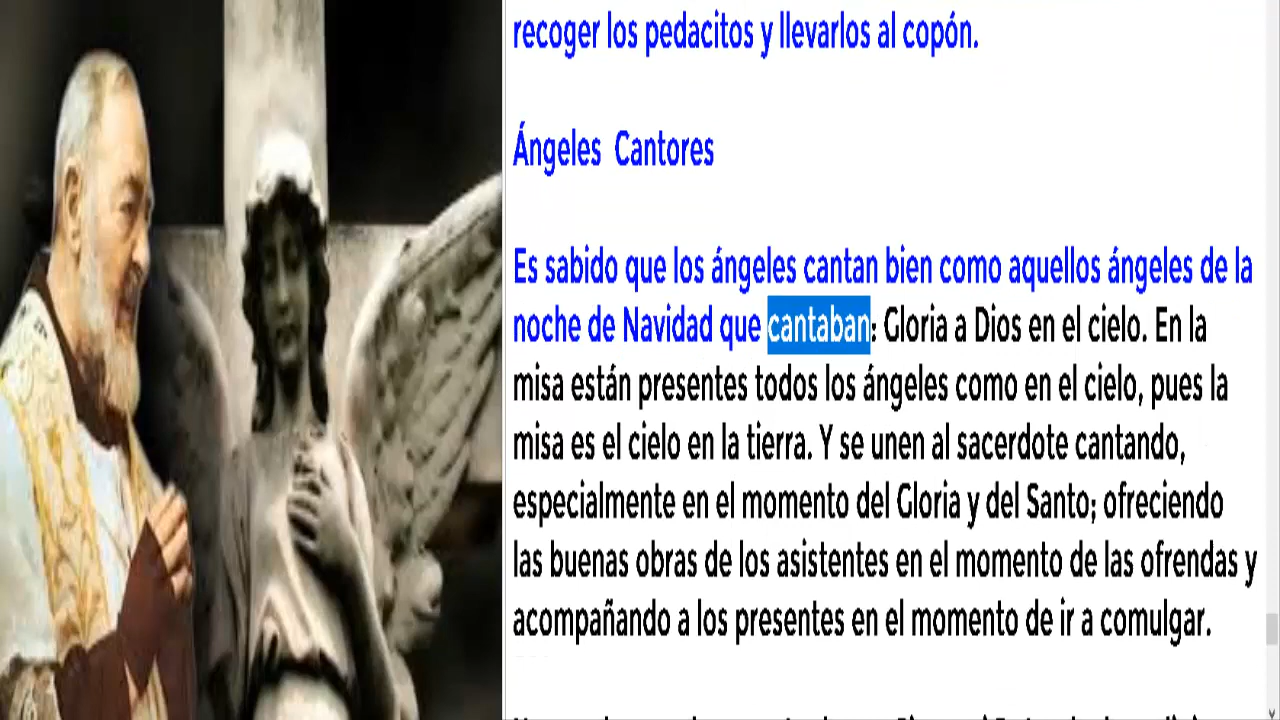 recoger los pedacitos y llevarlos al copón.
Ángeles Cantores
Es sabido que los ángeles cantan bien como aquellos ángeles de la
noche de Navidad que cantaban: Gloria a Dios en el cielo. En la
misa están presentes todos los ángeles como en el cielo, pues la
misa es el cielo en la tierra. Y se unen al sacerdote cantando,
especialmente en el momento del Gloria y del Santo; ofreciendo
las buenas obras de los asistentes en el momento de las ofrendas y
acompañando a los presentes en el momento de ir a comulgar.